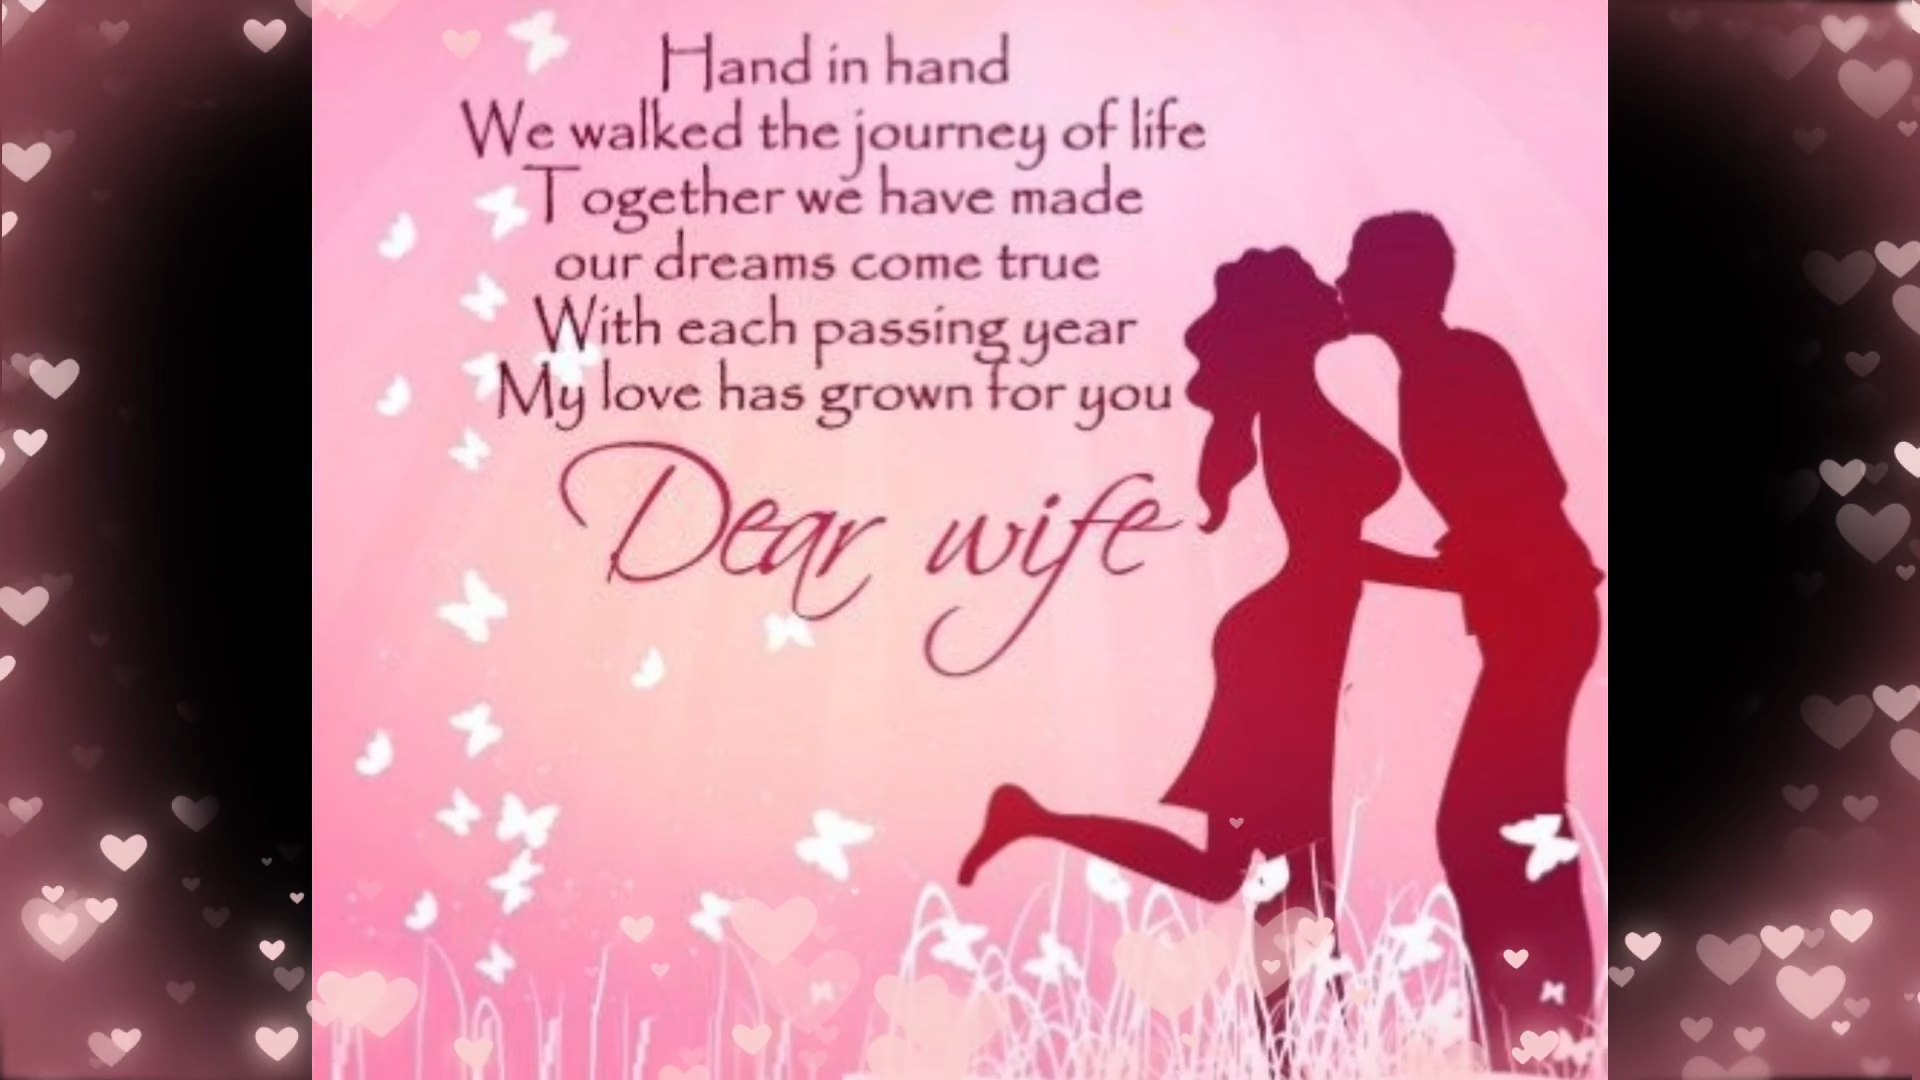 Hand in hand
We walked the journey of life
Together we have made
our dreams come true
With each passing year
My love has grown for you
Dear wife